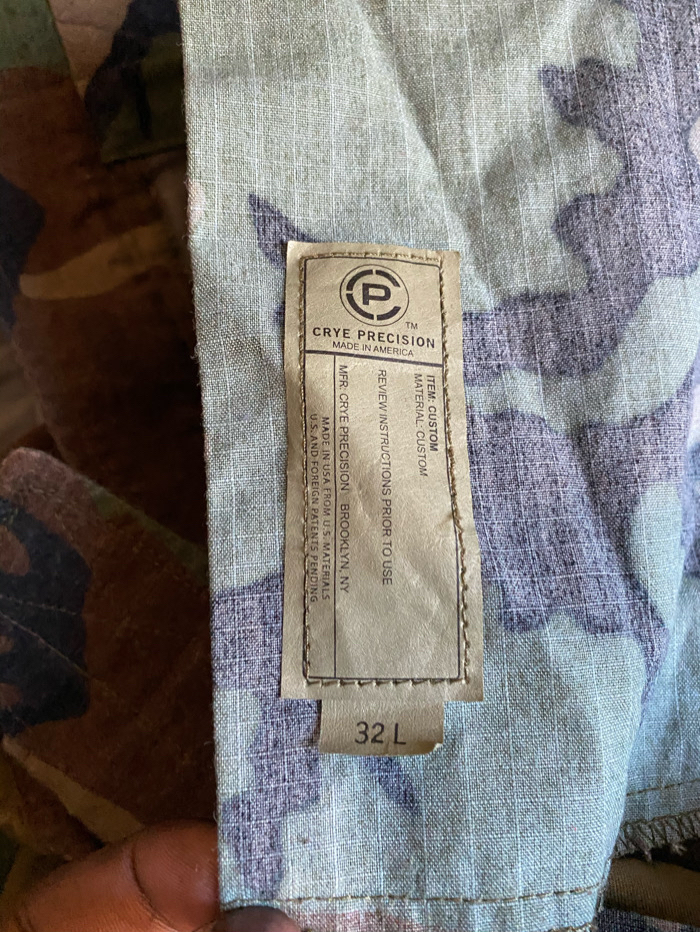 CP
TM
CRYE PRECISION
MADE IN AMERICA
ITEM: CUSTOM
MATERIAL: CUSTOM
REVIEW INSTRUCTIONS PRIOR TO USE
MFR: CRYE PRECISION BROOKLYN, NY
MADE IN USA FROM U.S. MATERIALS
U.S. AND FOREIGN PATENTS PENDING
32 L